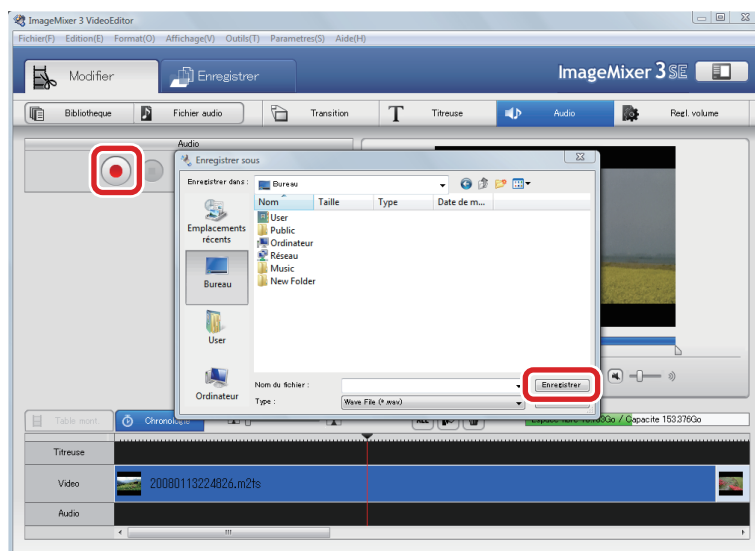 ImageMixer 3 VideoEditor
Fichier(F) Edition(E) Format(O) Affichage(V) Outils(T) Parametres(S) Aide(H)
Modifier
Enregistrer
ImageMixer 3 SE
Bibliotheque
Fichier audio
Transition
T
Titreuse
Audio
Regl. volume
Audio
Enregistrer sous
Enregistrer dans :
Bureau
Nom Taille Type Date de m...
Emplacements
récents
Bureau
User
Ordinateur
User
Public
Ordinateur
Réseau
Music
New Folder
Nom du fichier :
Enregistrer
Type :
Wave File (*.wav)
Table mont.
Chronologie
ALL
/ Capacite 153.376Go
Titreuse
Video
20080113224826.m2ts
Audio